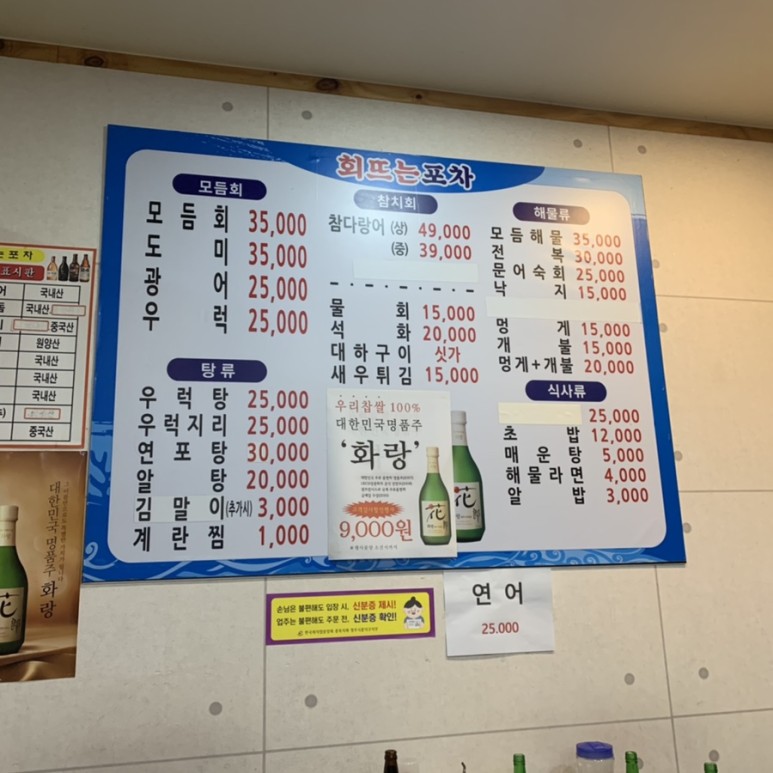 회뜨는포차
모듬회
모듬회 35,000
도미 35,000
광어 25,000
우럭 25,000
탕류
우럭탕 25,000
우럭지리 25,000
연포탕 30,000
알탕 20,000
김말이(추가시) 3,000
계란찜 1,000
참치회
참다랑어 (상) 49,000
(중) 39,000
물회 15,000
석화 20,000
대하구이 싯가
새우튀김 15,000
우리찹쌀 100%
대한민국명품주
'화랑'
9,000원
花郎
해물류
모듬해물 35,000
전복 30,000
문어숙회 25,000
낙지 15,000
멍게 15,000
개불 15,000
멍게+개불 20,000
식사류
25,000
초밥 12,000
매운탕 5,000
해물라면 4,000
알밥 3,000
는포차
표시판
어 국내산
국내산
중국산
원양산
국내산
국내산
국내산
중국산
대한민국 명품주 화랑
손님은 불편해도 입장 시, 신분증 제시!
업주는 불편해도 주문 전, 신분증 확인!
연어
25.000